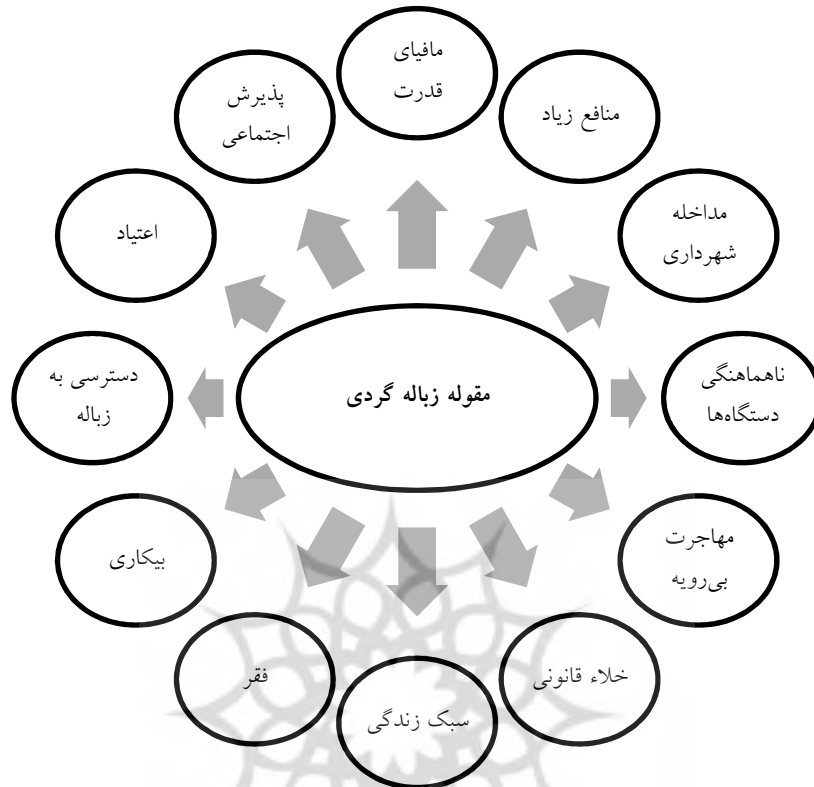 مافیای
قدرت
منافع زیاد
مداخله
شهرداری
ناهماهنگی
دستگاه‌ها
مهاجرت
بی‌رویه
خلاء قانونی
سبک زندگی
فقر
بیکاری
دسترسی به
زباله
اعتیاد
پذیرش
اجتماعی
مقوله زباله گردی